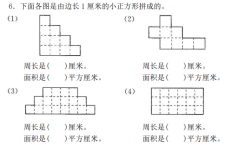 6. 下面各图是由边长1厘米的小正方形拼成的。
(1) (2)
周长是( )厘米。 周长是( )厘米。
面积是( )平方厘米。 面积是( )平方厘米。
(3) (4)
周长是( )厘米。 周长是( )厘米。
面积是( )平方厘米。 面积是( )平方厘米。